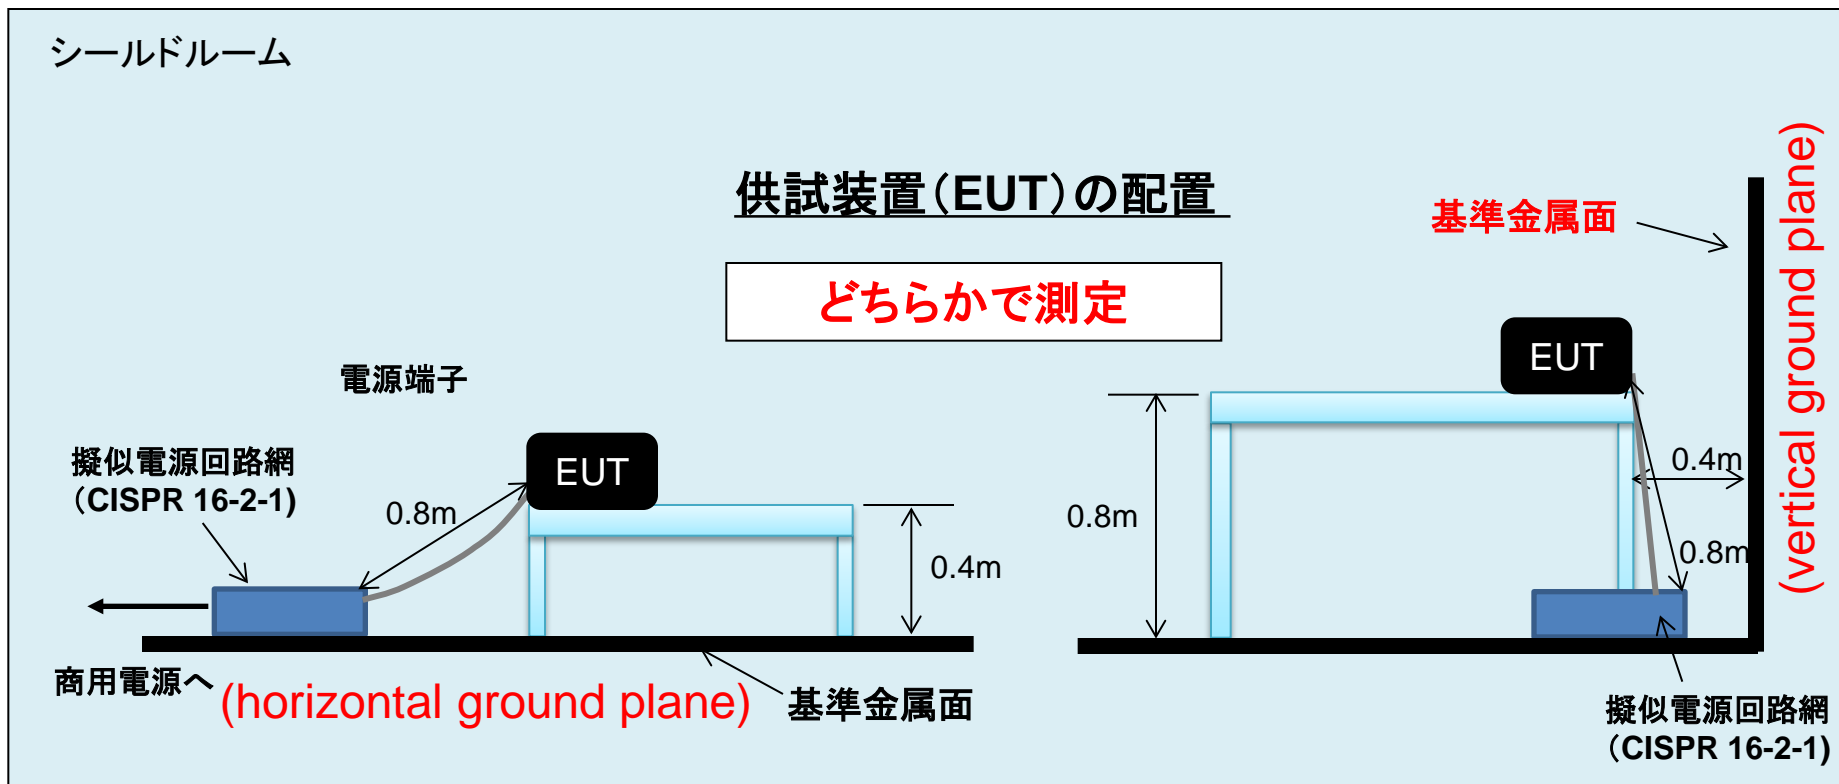 シールドルーム
供試装置（EUT）の配置
どちらかで測定
電源端子
擬似電源回路網
（CISPR 16-2-1)
0.8m
EUT
0.4m
商用電源へ
(horizontal ground plane)
基準金属面
基準金属面
(vertical ground plane)
EUT
0.8m
0.4m
0.8m
擬似電源回路網
（CISPR 16-2-1)